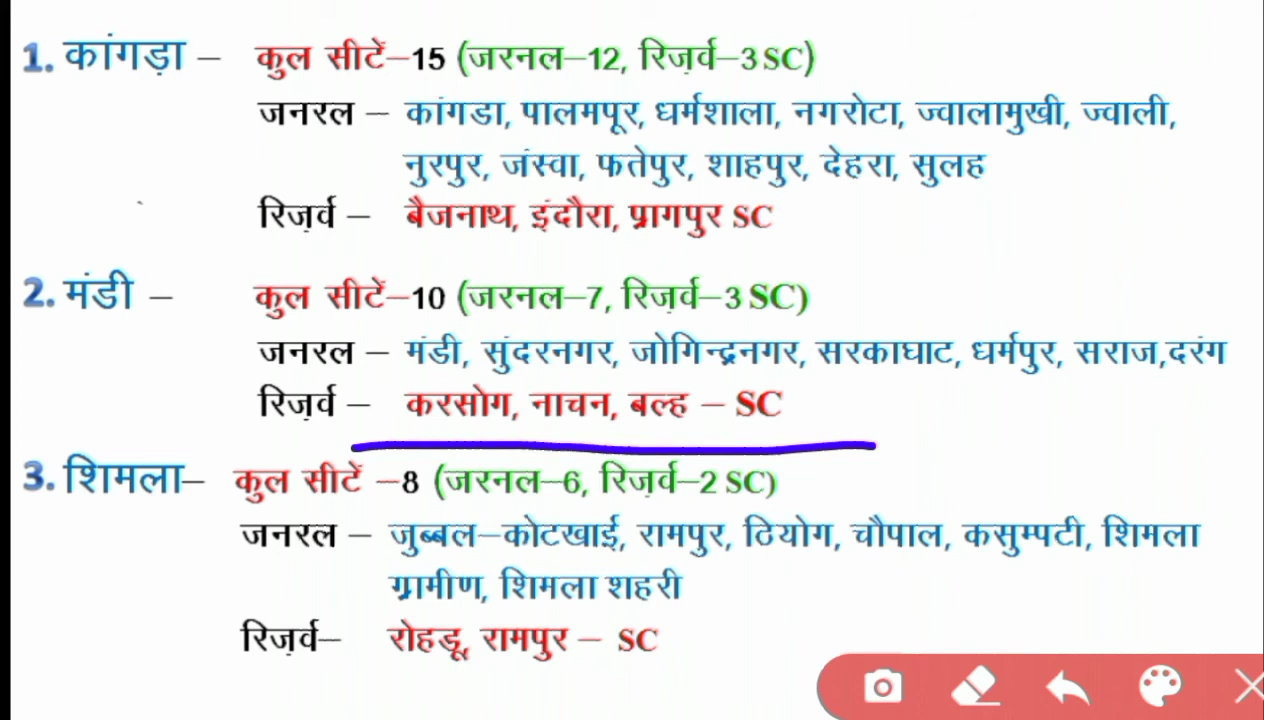 1. कांगड़ा – कुल सीटें–15 (जरनल–12, रिज़र्व–3 SC)
जनरल – कांगडा, पालमपूर, धर्मशाला, नगरोटा, ज्वालामुखी, ज्वाली,
नुरपुर, जंस्वा, फतेपुर, शाहपुर, देहरा, सुलह
रिज़र्व – बैजनाथ, इंदौरा, प्रागपुर SC
2. मंडी – कुल सीटें–10 (जरनल–7, रिज़र्व–3 SC)
जनरल – मंडी, सुंदरनगर, जोगिन्द्रनगर, सरकाघाट, धर्मपुर, सराज,दरंग
रिज़र्व – करसोग, नाचन, बल्ह – SC
3. शिमला– कुल सीटें –8 (जरनल–6, रिज़र्व–2 SC)
जनरल – जुब्बल–कोटखाई, रामपुर, ठियोग, चौपाल, कसुम्पटी, शिमला
ग्रामीण, शिमला शहरी
रिज़र्व– रोहडू, रामपुर – SC